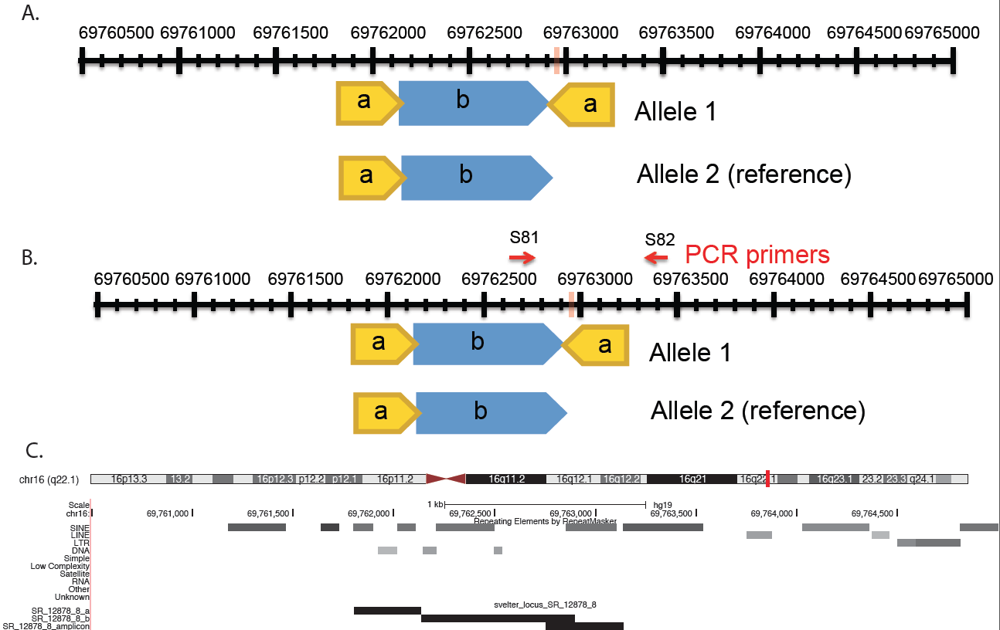 A.
69760500 69761000 69761500 69762000 69762500 69763000 69763500 69764000 69764500 69765000
a b a Allele 1
a b Allele 2 (reference)
S81 S82 PCR primers
B.
69760500 69761000 69761500 69762000 69762500 69763000 69763500 69764000 69764500 69765000
a b a Allele 1
a b Allele 2 (reference)
C.
chr16 (q22.1) 16p13.3 13.2 16p12.3 p12.2 p12.1 16p11.2 16q11.2 16q12.1 16q12.2 16q21 16q22.1 16q23.1 23.2 23.3 q24.1
Scale 1 kb hg19
chr16: 69,761,000 69,761,500 69,762,000 69,762,500 69,763,000 69,763,500 69,764,000 69,764,500
Repeating Elements by RepeatMasker
SINE
LINE
LTR
DNA
Simple
Low Complexity
Satellite
RNA
Other
Unknown
svelter_locus_SR_12878_8
SR_12878_8_a
SR_12878_8_b
SR_12878_8_amplicon